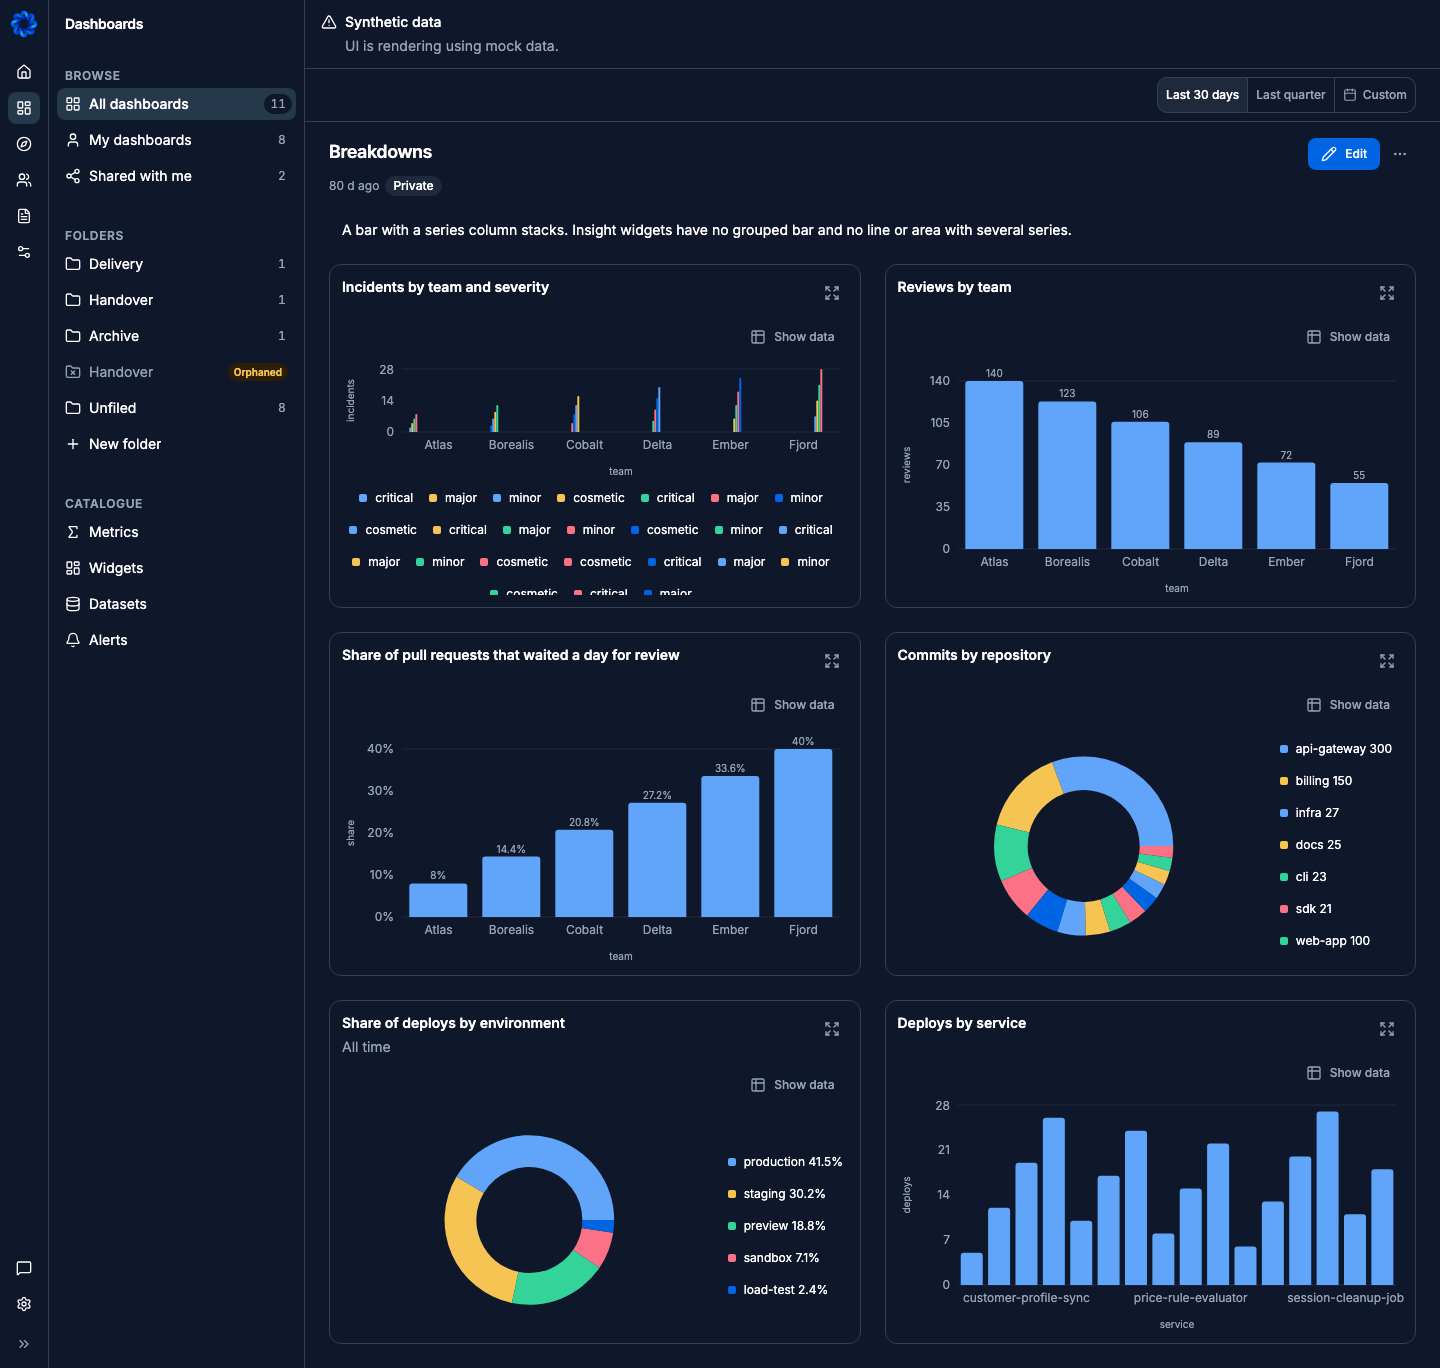 Dashboards
BROWSE
All dashboards 11
My dashboards 8
Shared with me 2
FOLDERS
Delivery 1
Handover 1
Archive 1
Handover Orphaned
Unfiled 8
New folder
CATALOGUE
Metrics
Widgets
Datasets
Alerts
Synthetic data
UI is rendering using mock data.
Last 30 days Last quarter Custom
Breakdowns
Edit
80 d ago Private
A bar with a series column stacks. Insight widgets have no grouped bar and no line or area with several series.
Incidents by team and severity
Show data
28
14
0
incidents
Atlas Borealis Cobalt Delta Ember Fjord
team
critical major minor cosmetic critical major minor
cosmetic critical major minor cosmetic minor critical
major minor cosmetic cosmetic critical major minor
cosmetic critical major
Reviews by team
Show data
140
105
70
35
0
reviews
140 123 106 89 72 55
Atlas Borealis Cobalt Delta Ember Fjord
team
Share of pull requests that waited a day for review
Show data
40%
30%
20%
10%
0%
share
8% 14.4% 20.8% 27.2% 33.6% 40%
Atlas Borealis Cobalt Delta Ember Fjord
team
Commits by repository
Show data
api-gateway 300
billing 150
infra 27
docs 25
cli 23
sdk 21
web-app 100
Share of deploys by environment
All time
Show data
production 41.5%
staging 30.2%
preview 18.8%
sandbox 7.1%
load-test 2.4%
Deploys by service
Show data
28
21
14
7
0
deploys
customer-profile-sync price-rule-evaluator session-cleanup-job
service